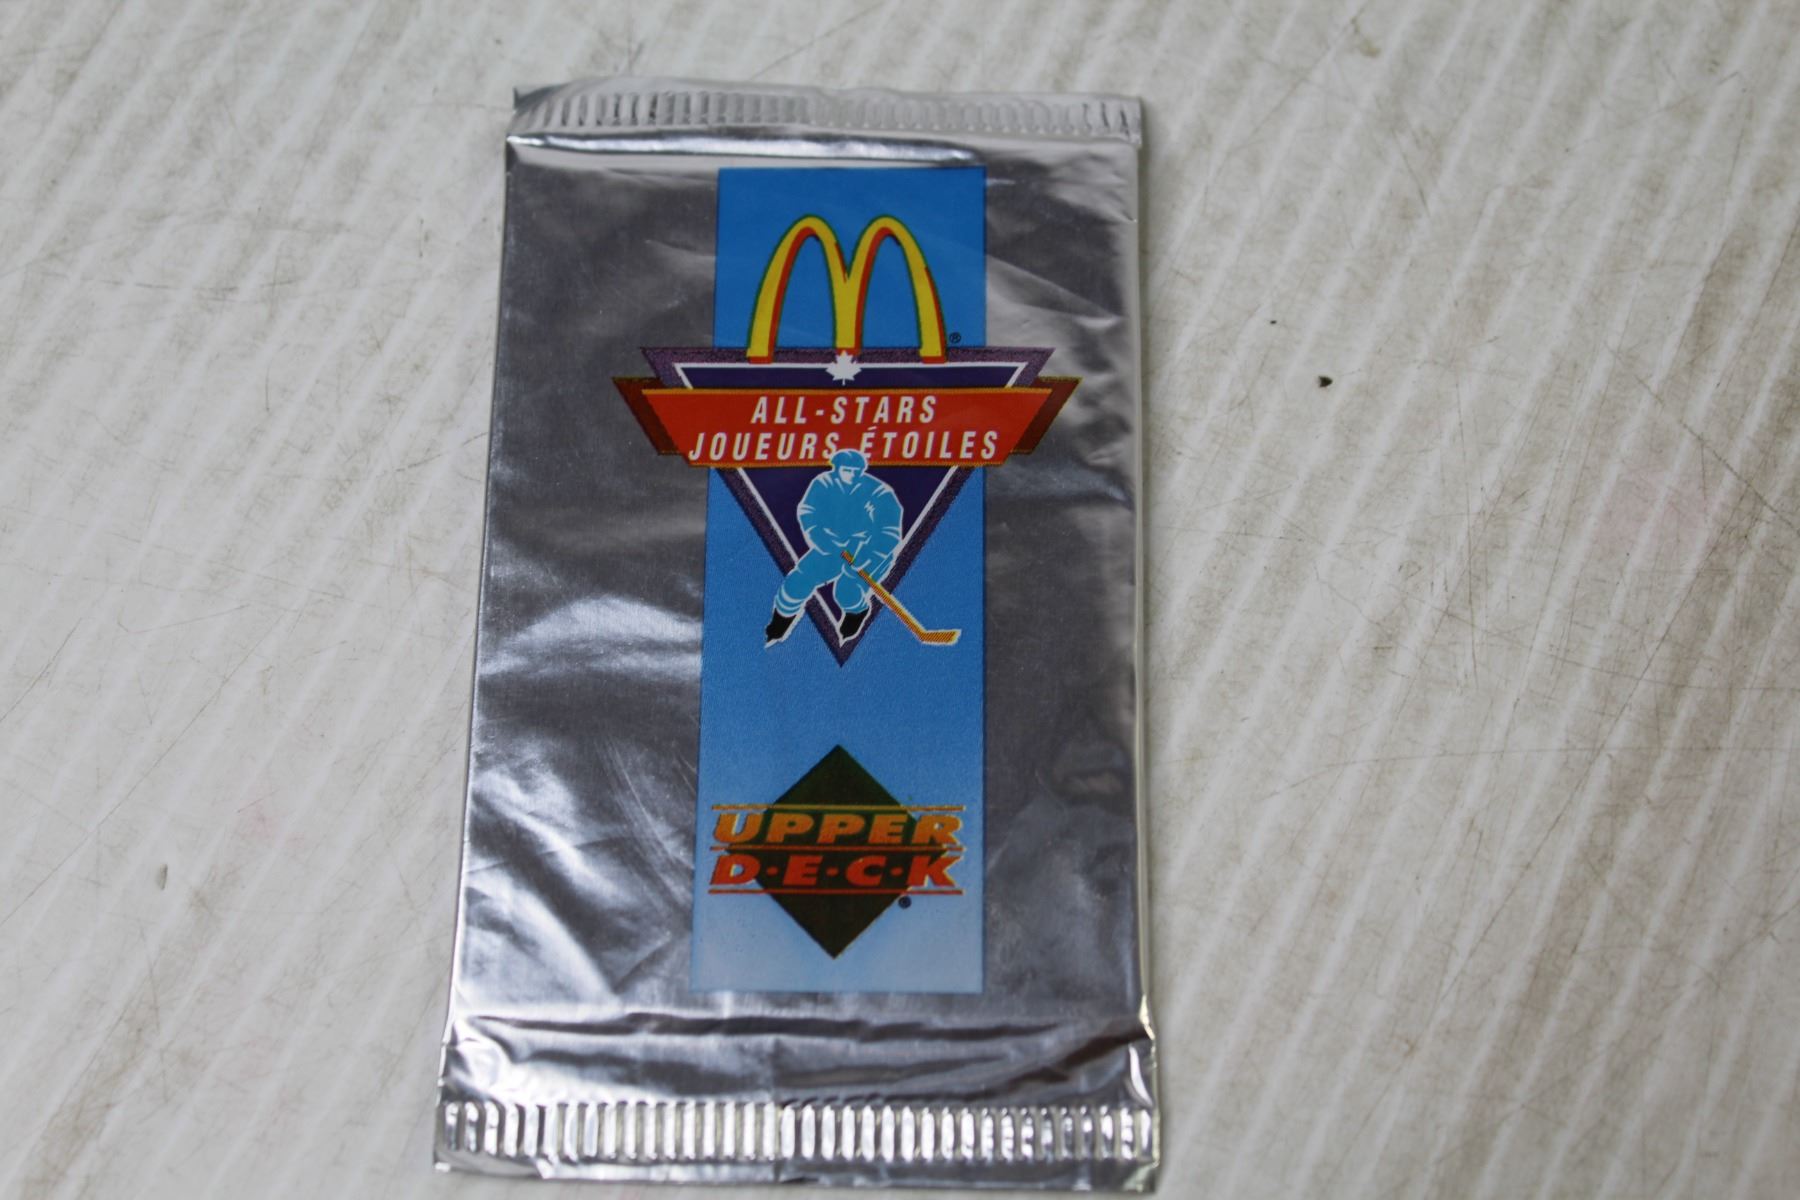 ®
ALL-STARS
JOUEURS ÉTOILES
UPPER
D·E·C·K
®